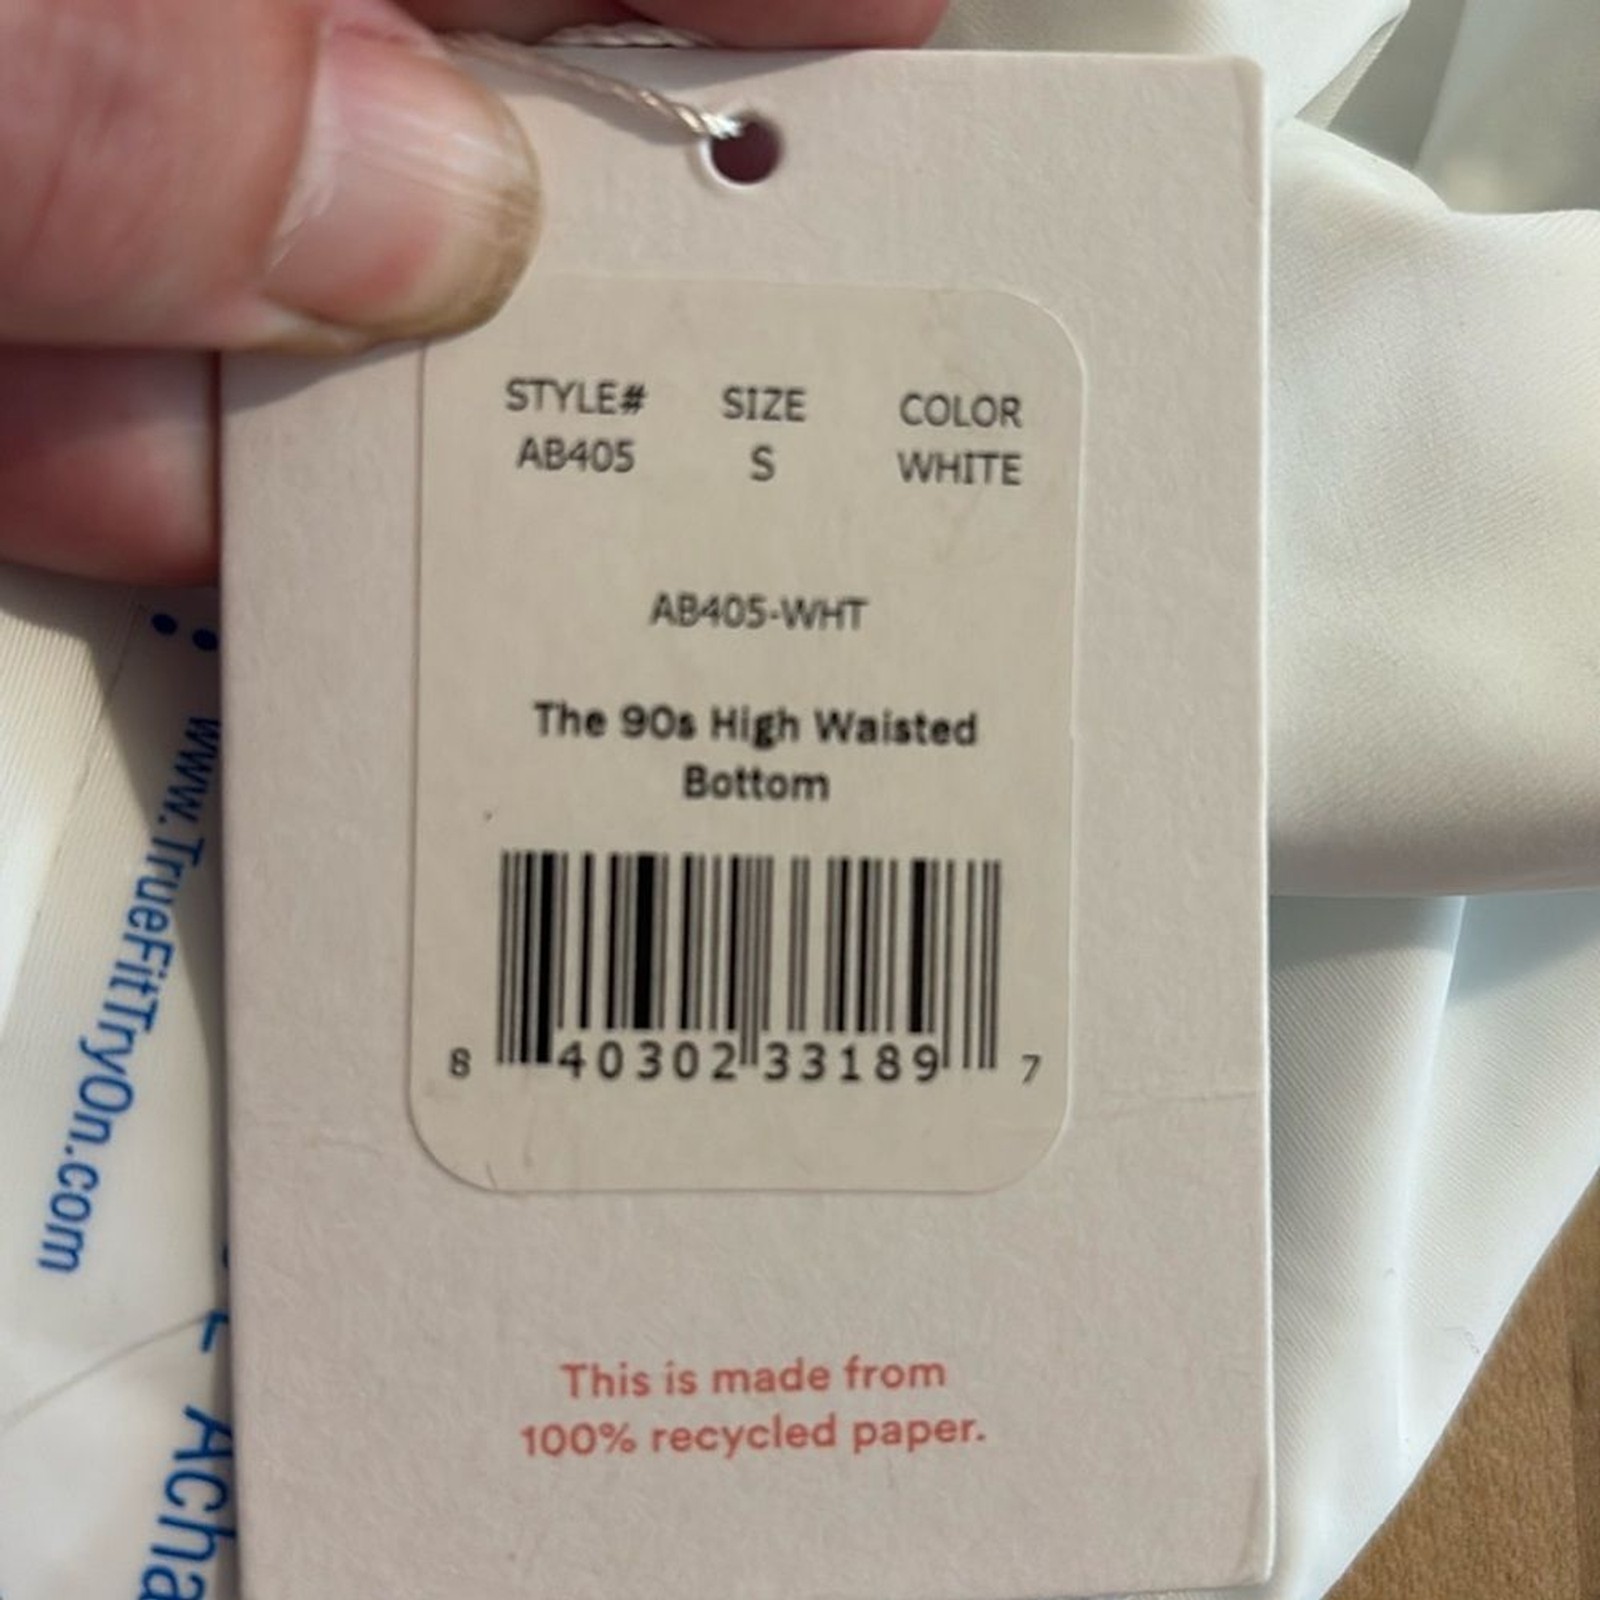 STYLE# SIZE COLOR
AB405 S WHITE
AB405-WHT
The 90s High Waisted
Bottom
8 40302 33189 7
This is made from
100% recycled paper.
www.TrueFitTryOn.com